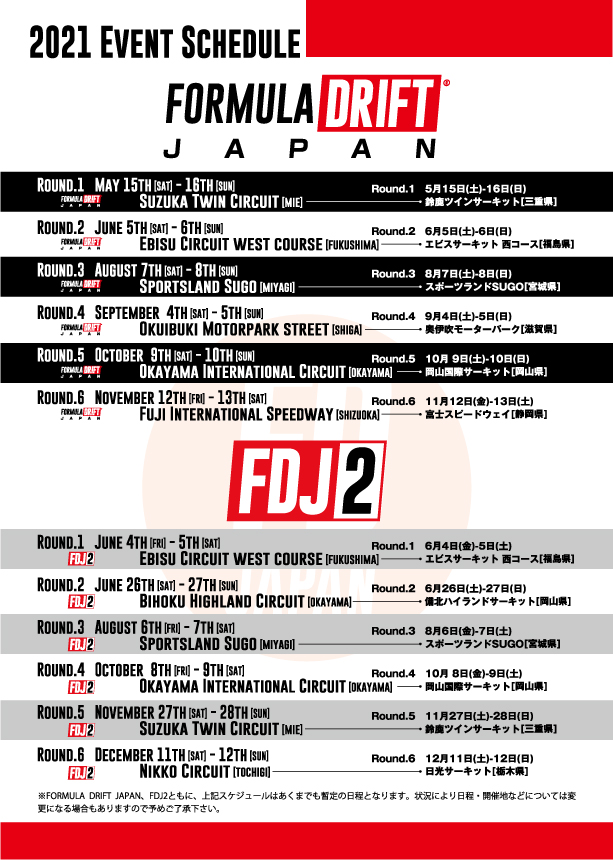 2021 EVENT SCHEDULE
FORMULA DRIFT
JAPAN
ROUND.1 MAY 15TH [SAT] - 16TH [SUN] Round.1 5月15日(土)-16日(日)
FORMULA DRIFT JAPAN SUZUKA TWIN CIRCUIT [MIE] 鈴鹿ツインサーキット[三重県]
ROUND.2 JUNE 5TH [SAT] - 6TH [SUN] Round.2 6月5日(土)-6日(日)
FORMULA DRIFT JAPAN EBISU CIRCUIT WEST COURSE [FUKUSHIMA] エビスサーキット 西コース[福島県]
ROUND.3 AUGUST 7TH [SAT] - 8TH [SUN] Round.3 8月7日(土)-8日(日)
FORMULA DRIFT JAPAN SPORTSLAND SUGO [MIYAGI] スポーツランドSUGO[宮城県]
ROUND.4 SEPTEMBER 4TH [SAT] - 5TH [SUN] Round.4 9月4日(土)-5日(日)
FORMULA DRIFT JAPAN OKUIBUKI MOTORPARK STREET [SHIGA] 奥伊吹モーターパーク[滋賀県]
ROUND.5 OCTOBER 9TH [SAT] - 10TH [SUN] Round.5 10月 9日(土)-10日(日)
FORMULA DRIFT JAPAN OKAYAMA INTERNATIONAL CIRCUIT [OKAYAMA] 岡山国際サーキット[岡山県]
ROUND.6 NOVEMBER 12TH [FRI] - 13TH [SAT] Round.6 11月12日(金)-13日(土)
FORMULA DRIFT JAPAN FUJI INTERNATIONAL SPEEDWAY [SHIZUOKA] 富士スピードウェイ[静岡県]
FDJ2
ROUND.1 JUNE 4TH [FRI] - 5TH [SAT] Round.1 6月4日(金)-5日(土)
FDJ2 EBISU CIRCUIT WEST COURSE [FUKUSHIMA] エビスサーキット 西コース[福島県]
ROUND.2 JUNE 26TH [SAT] - 27TH [SUN] Round.2 6月26日(土)-27日(日)
FDJ2 BIHOKU HIGHLAND CIRCUIT [OKAYAMA] 備北ハイランドサーキット[岡山県]
ROUND.3 AUGUST 6TH [FRI] - 7TH [SAT] Round.3 8月6日(金)-7日(土)
FDJ2 SPORTSLAND SUGO [MIYAGI] スポーツランドSUGO[宮城県]
ROUND.4 OCTOBER 8TH [FRI] - 9TH [SAT] Round.4 10月 8日(金)-9日(土)
FDJ2 OKAYAMA INTERNATIONAL CIRCUIT [OKAYAMA] 岡山国際サーキット[岡山県]
ROUND.5 NOVEMBER 27TH [SAT] - 28TH [SUN] Round.5 11月27日(土)-28日(日)
FDJ2 SUZUKA TWIN CIRCUIT [MIE] 鈴鹿ツインサーキット[三重県]
ROUND.6 DECEMBER 11TH [SAT] - 12TH [SUN] Round.6 12月11日(土)-12日(日)
FDJ2 NIKKO CIRCUIT [TOCHIGI] 日光サーキット[栃木県]
※FORMULA DRIFT JAPAN、FDJ2ともに、上記スケジュールはあくまでも暫定の日程となります。状況により日程・開催地などについては変
更になる場合もありますので予めご了承下さい。